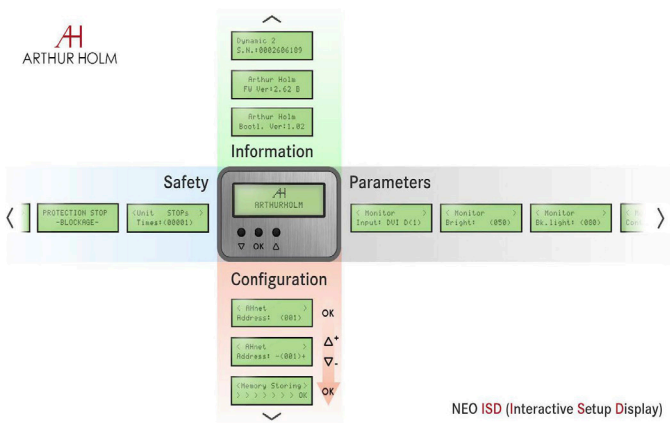 AH
ARTHUR HOLM
Dynamic 2
S.N.:0002606109
Arthur Holm
FW Ver:2.62 B
Arthur Holm
Bootl. Ver:1.02
Information
Safety
Parameters
PROTECTION STOP
-BLOCKAGE-
<Unit STOPs >
Times:(00001)
AH
ARTHURHOLM
OK
< Monitor >
Input: DVI D(1)
< Monitor >
Bright: (050)
< Monitor >
Bk.light: (080)
Configuration
< AHnet >
Address: (001)
OK
< AHnet >
Address: -(001)+
+
-
<Memory Storing>
> > > > > > > OK
OK
NEO ISD (Interactive Setup Display)